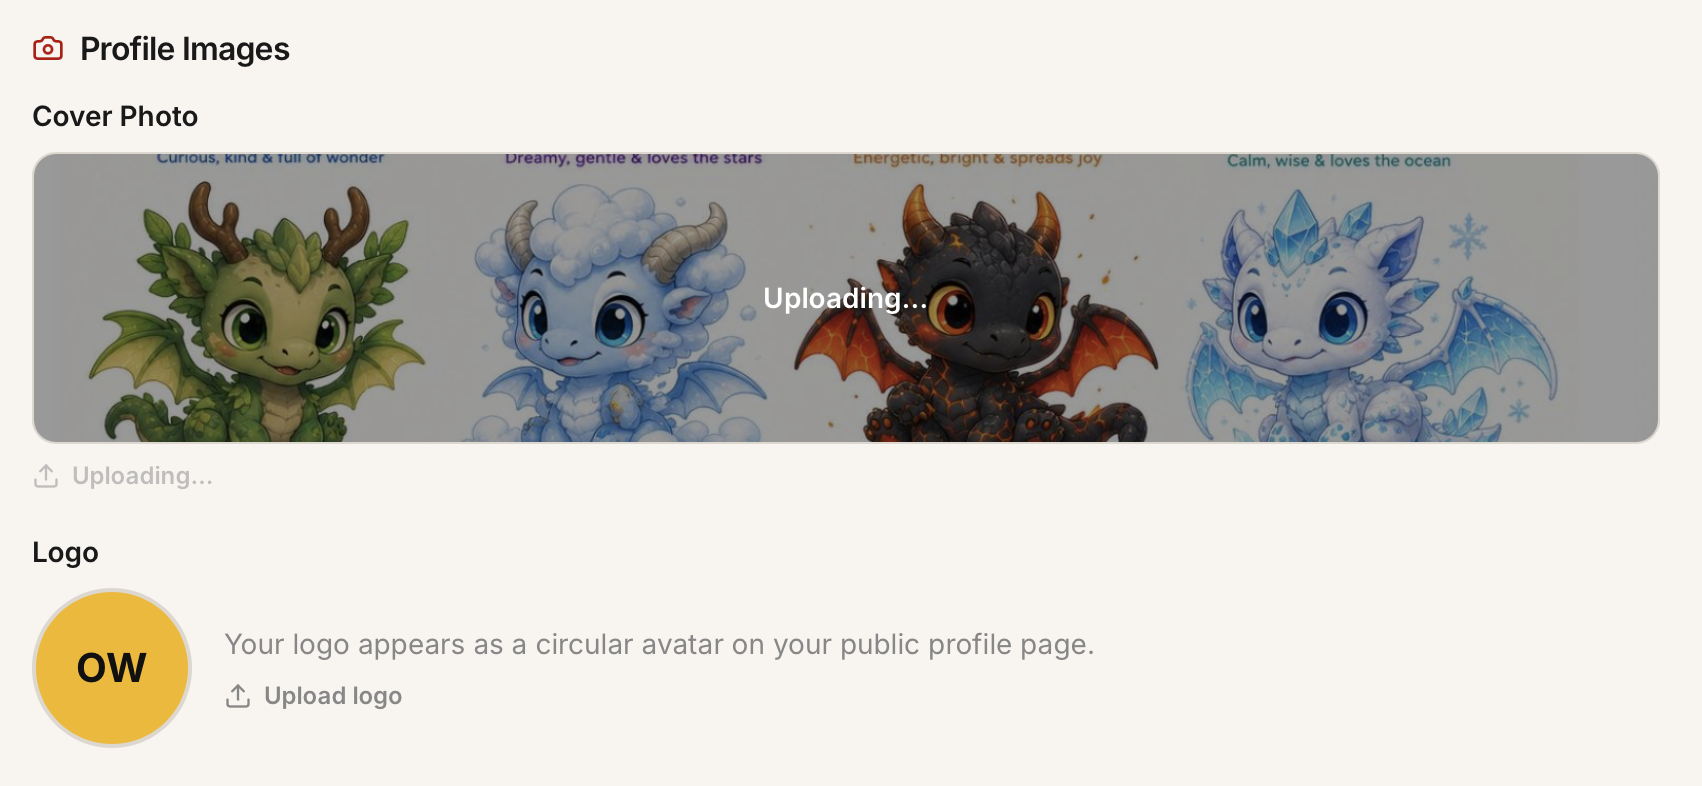 Profile Images
Cover Photo
Curious, kind & full of wonder
Dreamy, gentle & loves the stars
Energetic, bright & spreads joy
Calm, wise & loves the ocean
Uploading...
Uploading...
Logo
OW
Your logo appears as a circular avatar on your public profile page.
Upload logo